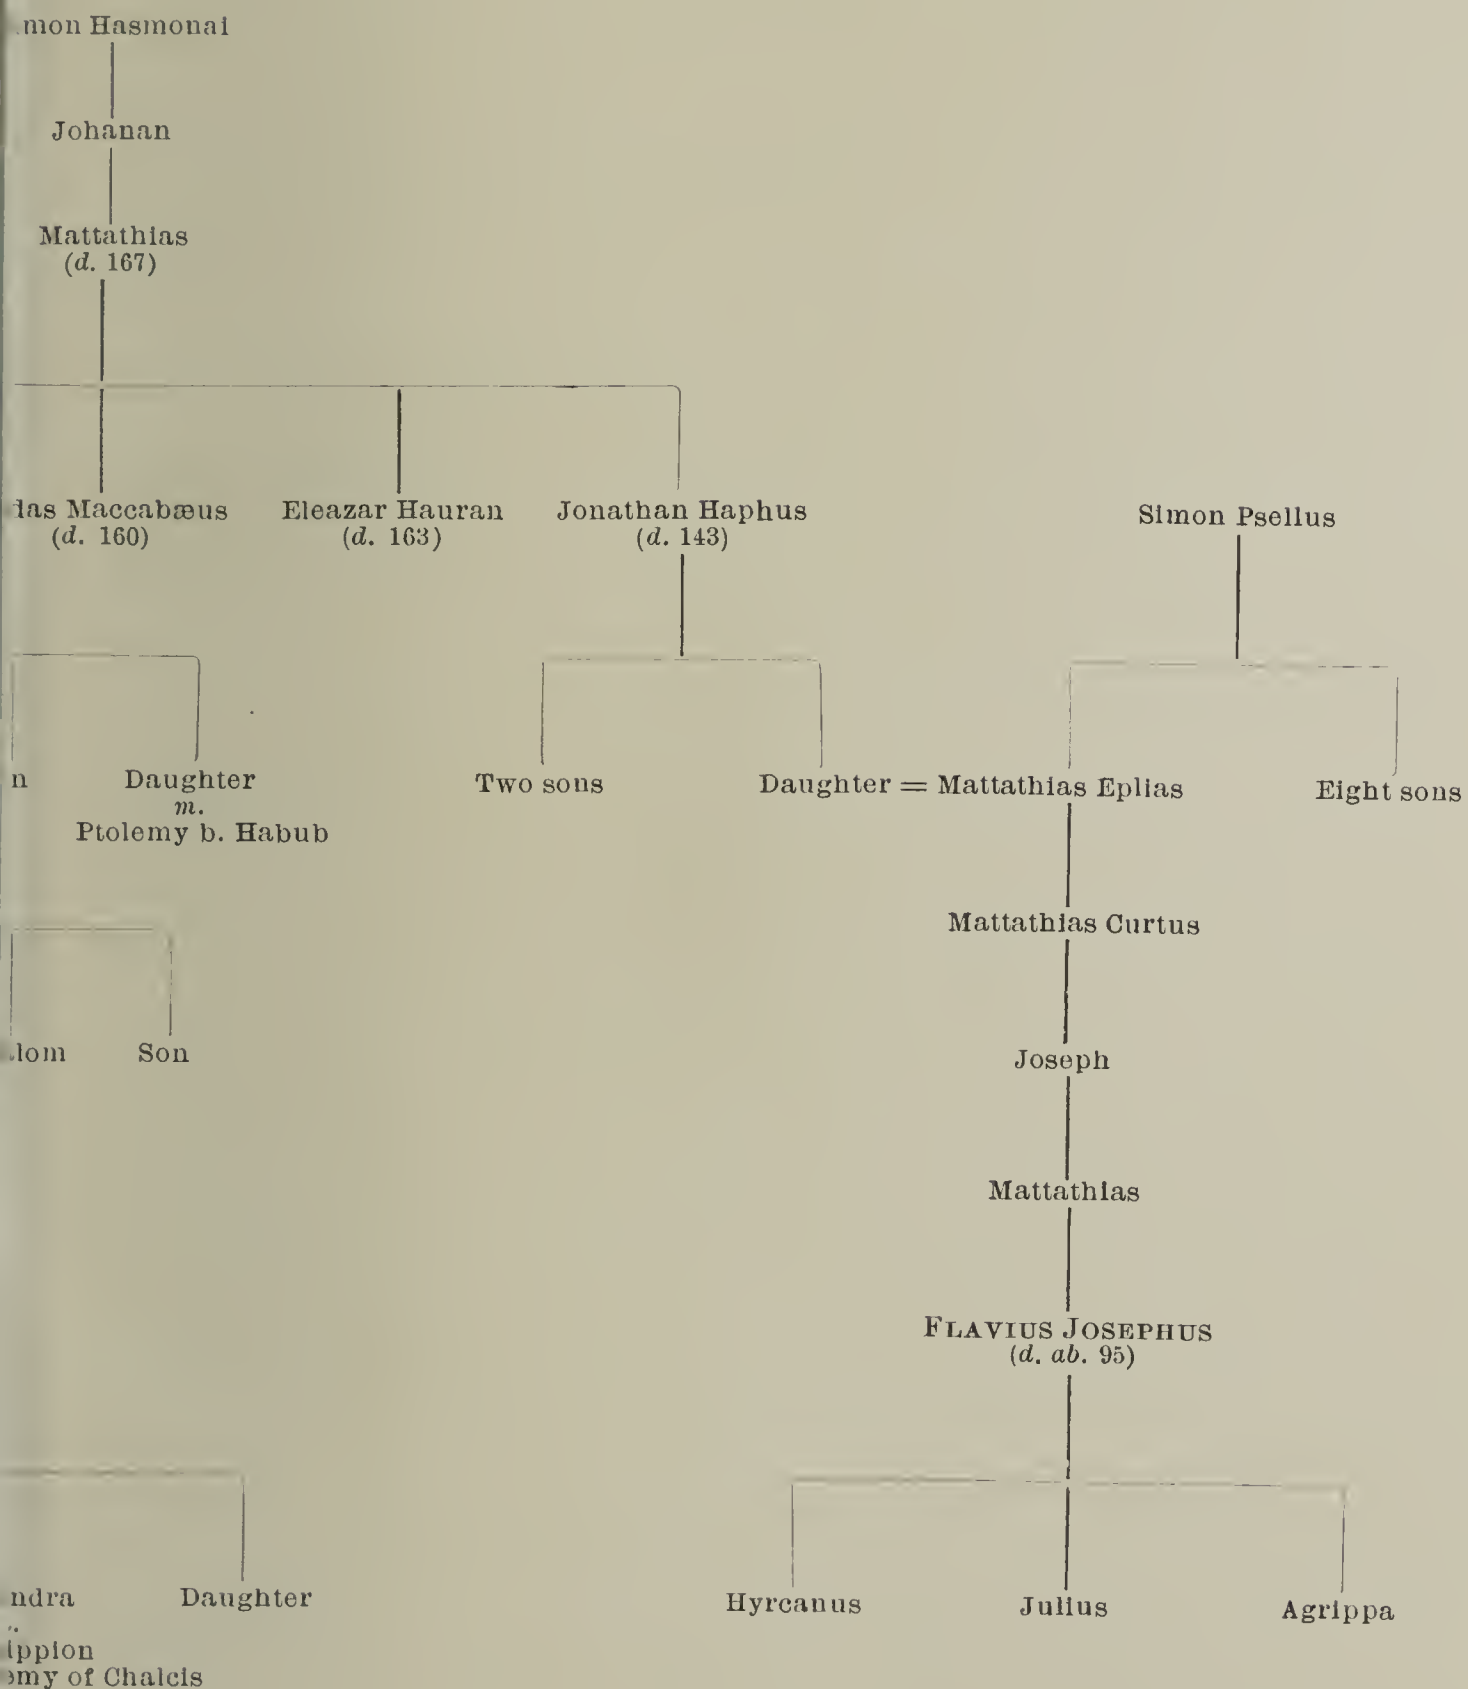 mon Hasmonai
Johanan
Mattathias
(d. 167)
das Maccabæus
(d. 160)
Eleazar Hauran
(d. 163)
Jonathan Haphus
(d. 143)
Simon Psellus
n
Daughter
m.
Ptolemy b. Habub
Two sons
Daughter = Mattathias Eplias
Eight sons
Mattathias Curtus
lom
Son
Joseph
Mattathias
FLAVIUS JOSEPHUS
(d. ab. 95)
ndra
Daughter
Hyrcanus
Julius
Agrippa
ippion
emy of Chalcis